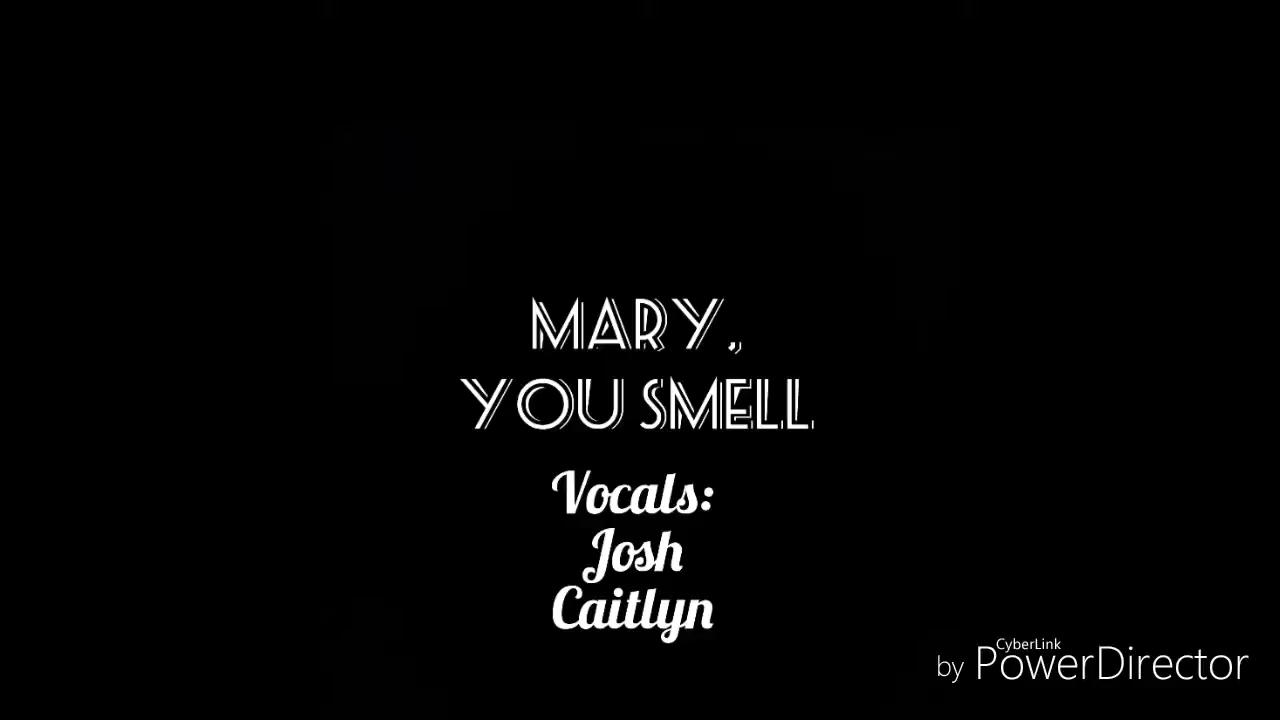 MARY,
YOU SMELL
Vocals:
Josh
Caitlyn
CyberLink
by PowerDirector